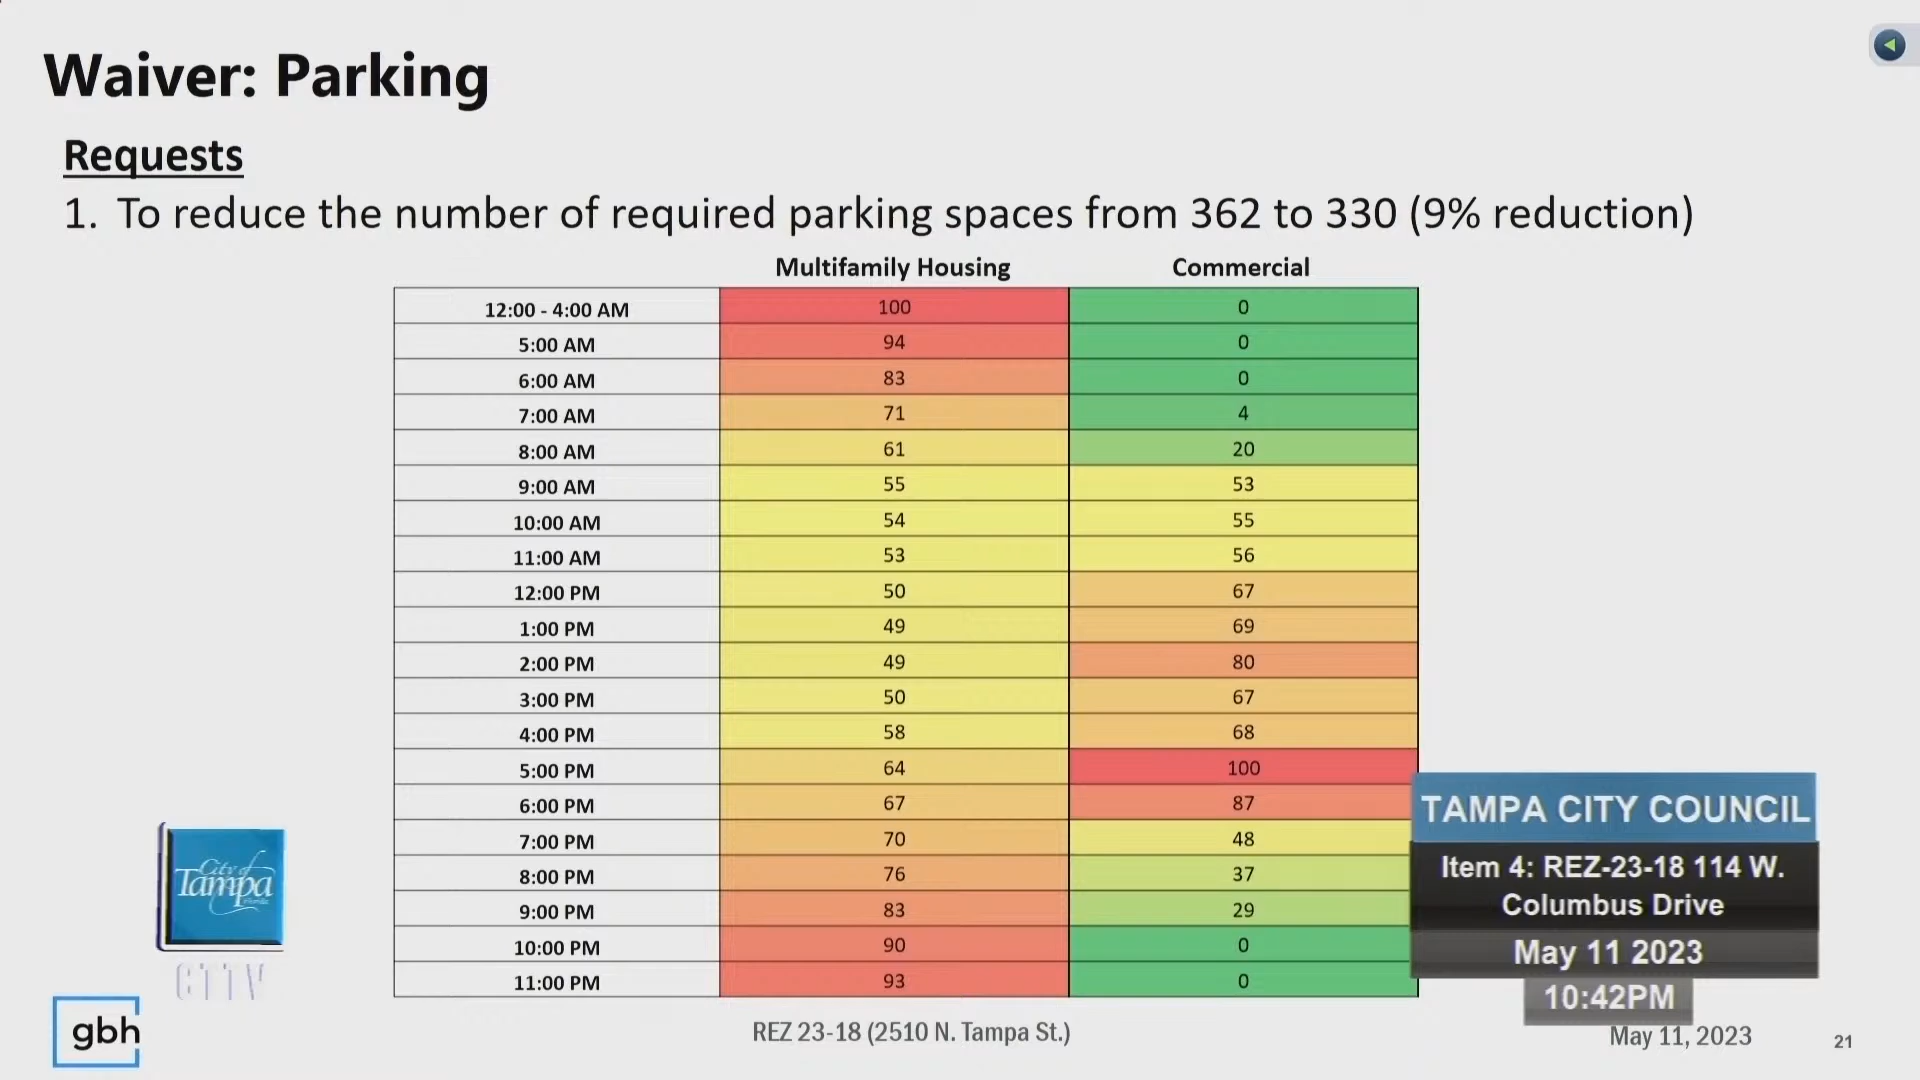 Waiver: Parking
Requests
1. To reduce the number of required parking spaces from 362 to 330 (9% reduction)
Multifamily Housing Commercial
12:00 - 4:00 AM 100 0
5:00 AM 94 0
6:00 AM 83 0
7:00 AM 71 4
8:00 AM 61 20
9:00 AM 55 53
10:00 AM 54 55
11:00 AM 53 56
12:00 PM 50 67
1:00 PM 49 69
2:00 PM 49 80
3:00 PM 50 67
4:00 PM 58 68
5:00 PM 64 100
6:00 PM 67 87
7:00 PM 70 48
8:00 PM 76 37
9:00 PM 83 29
10:00 PM 90 0
11:00 PM 93 0
TAMPA CITY COUNCIL
Item 4: REZ-23-18 114 W.
Columbus Drive
May 11 2023
10:42PM
City of
Tampa
Florida
CTTV
gbh
REZ 23-18 (2510 N. Tampa St.)
May 11, 2023
21